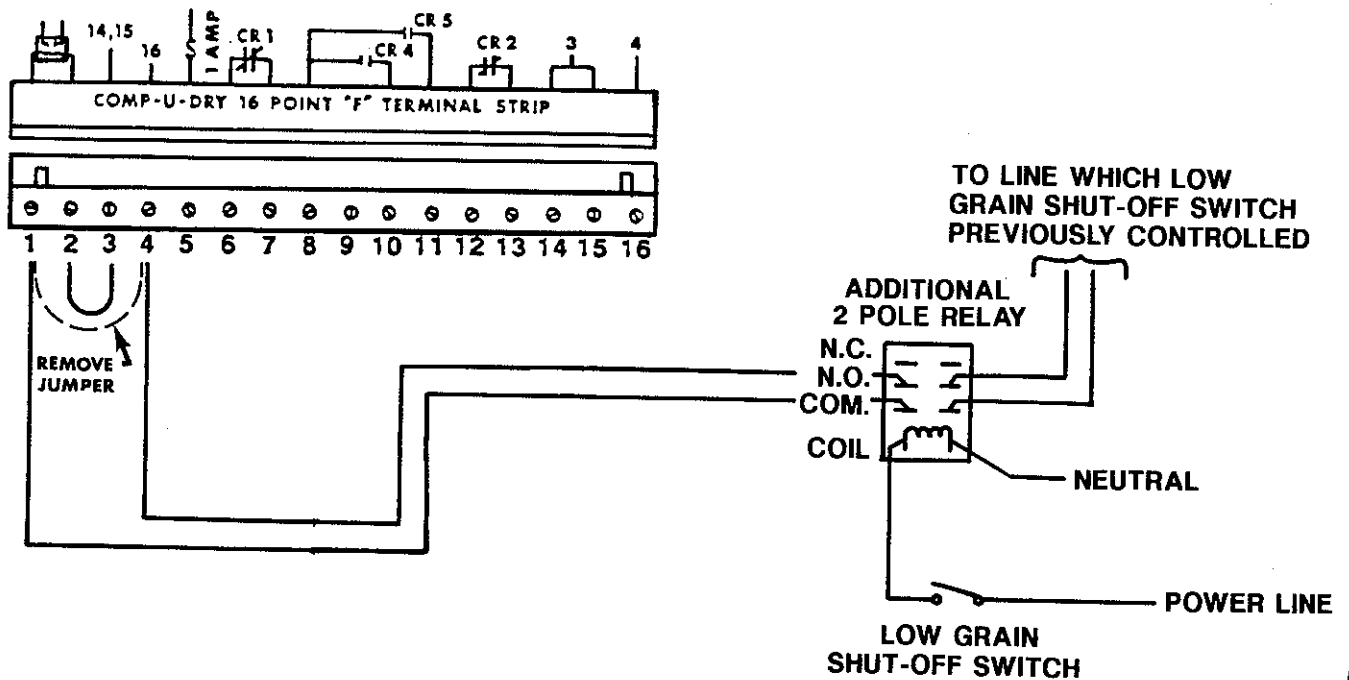 14,15
16
1 AMP
CR 1
CR 5
CR 4
CR 2
3
4
COMP-U-DRY 16 POINT "F" TERMINAL STRIP
1 2 3 4 5 6 7 8 9 10 11 12 13 14 15 16
REMOVE
JUMPER
TO LINE WHICH LOW
GRAIN SHUT-OFF SWITCH
PREVIOUSLY CONTROLLED
ADDITIONAL
2 POLE RELAY
N.C.
N.O.
COM.
COIL
NEUTRAL
POWER LINE
LOW GRAIN
SHUT-OFF SWITCH